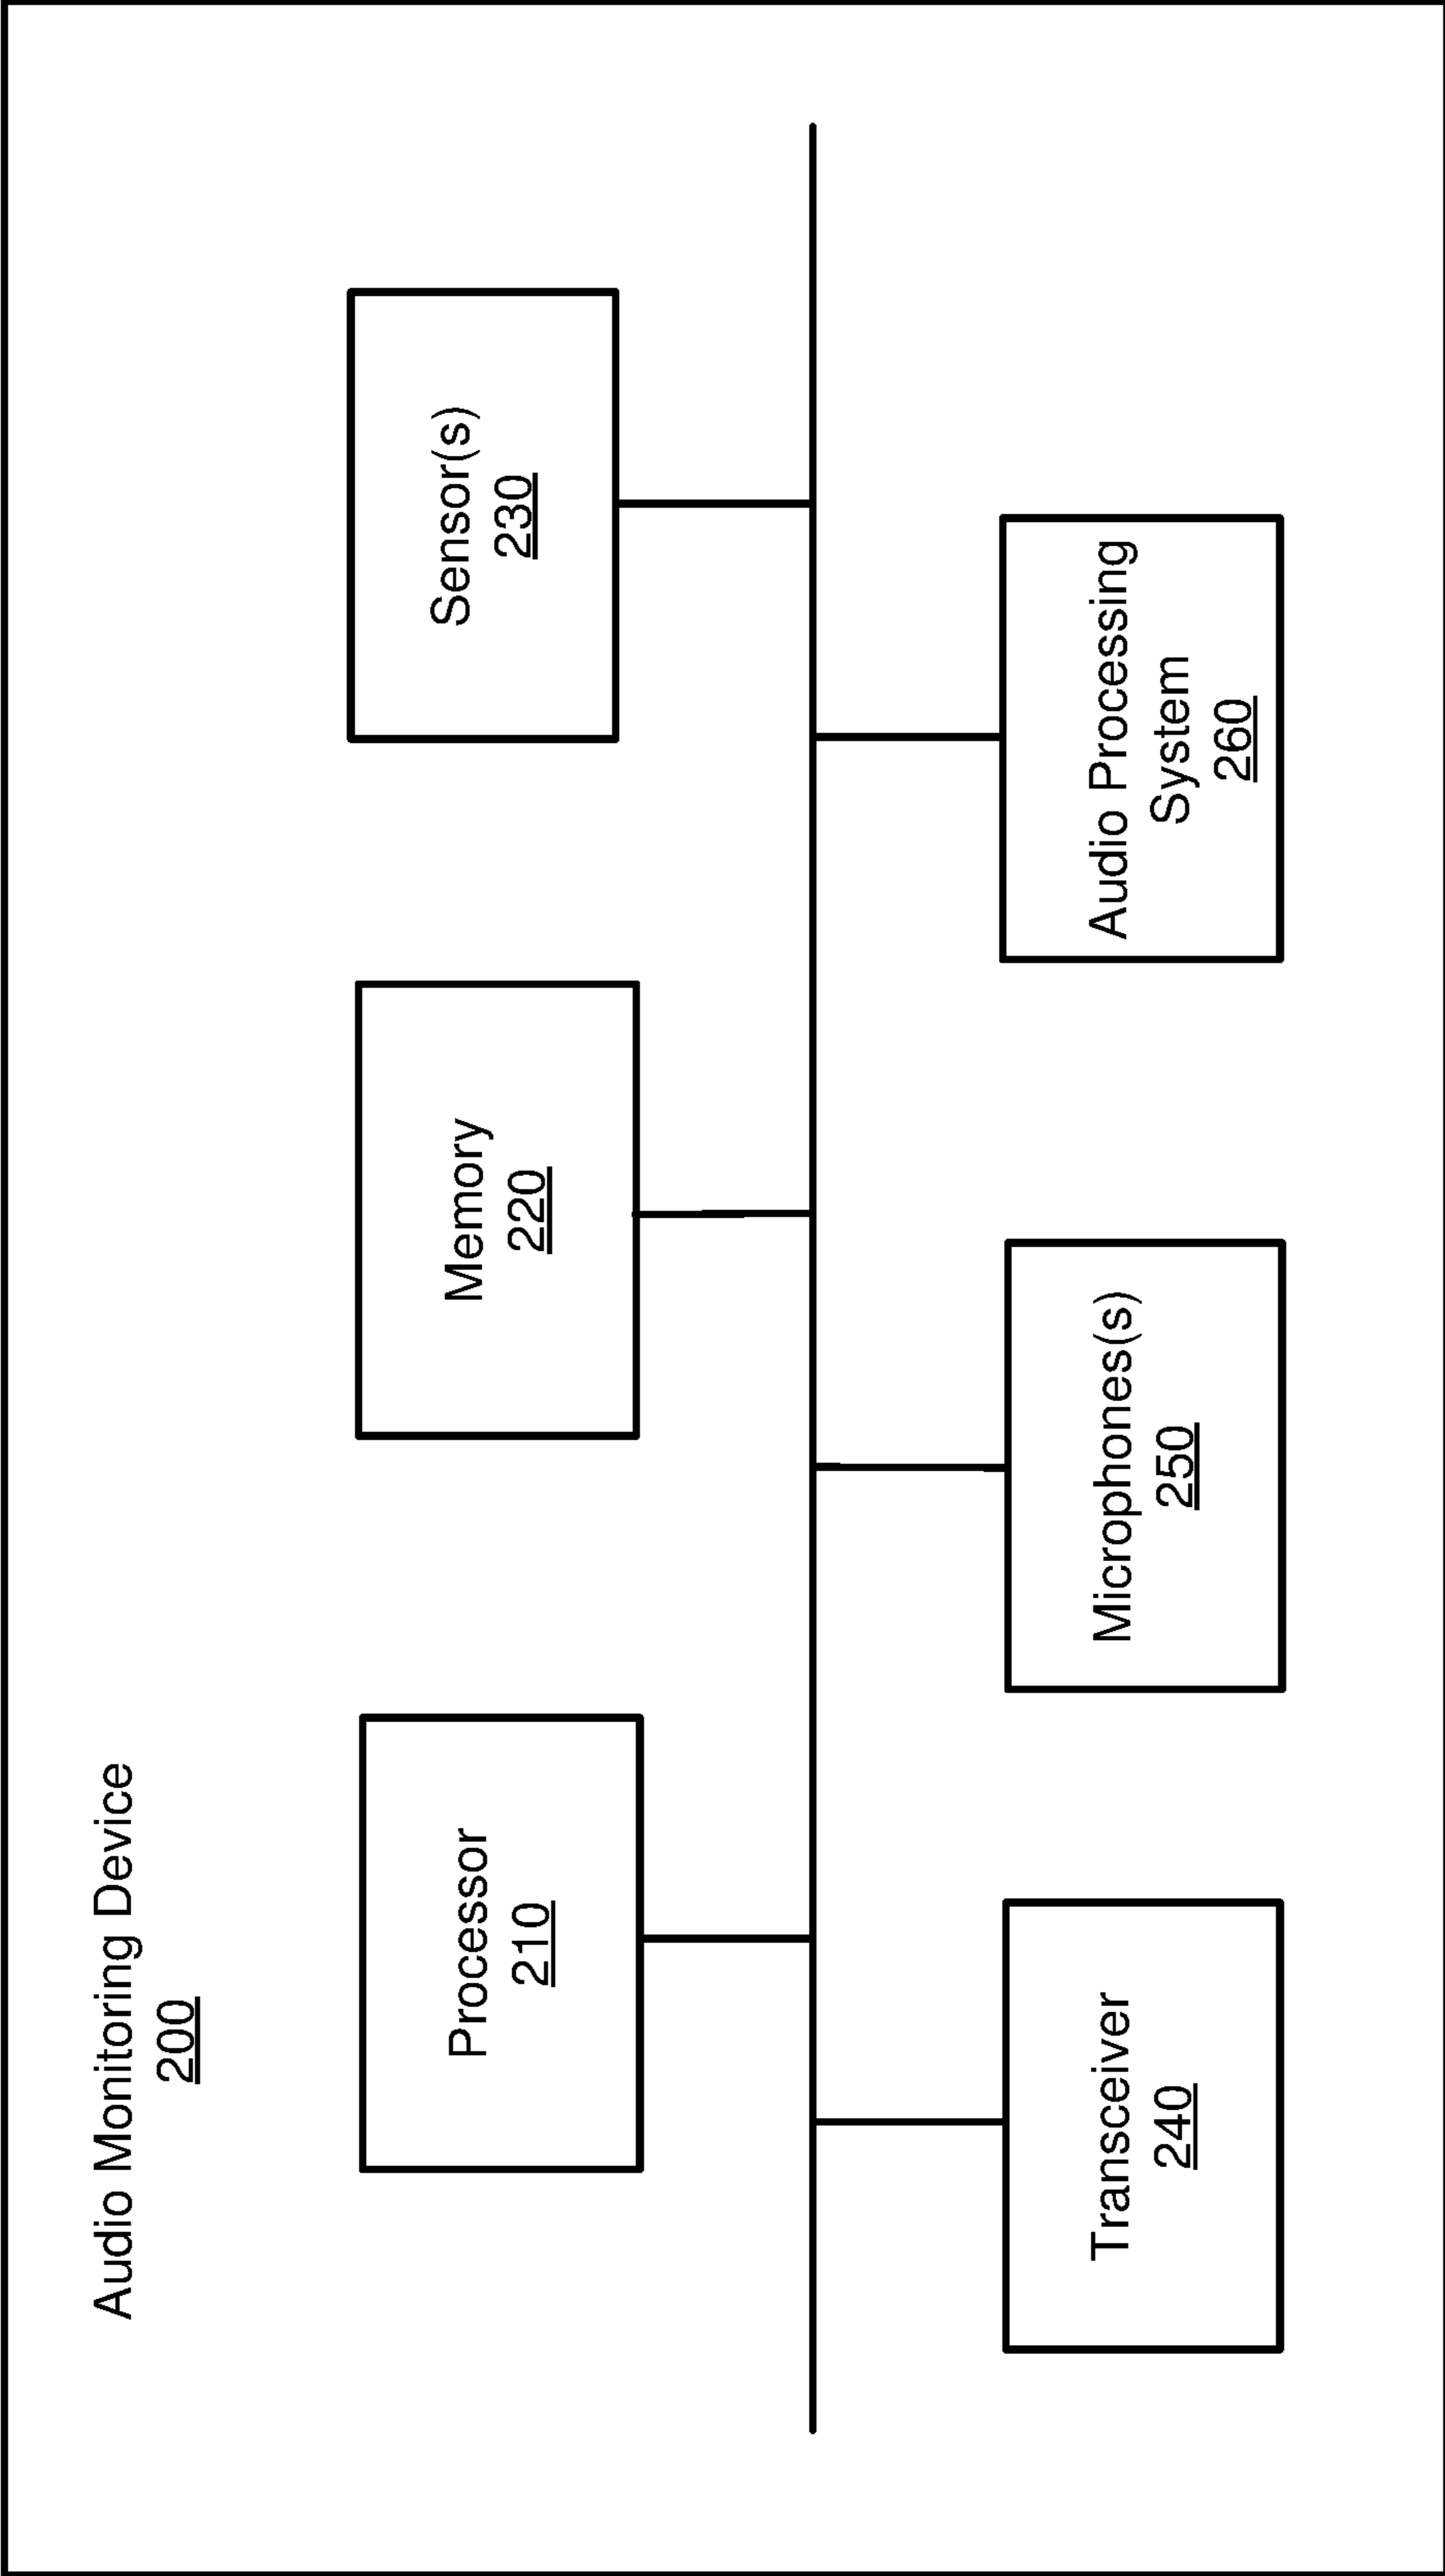 Audio Monitoring Device
200
Processor
210
Memory
220
Sensor(s)
230
Transceiver
240
Microphones(s)
250
Audio Processing
System
260